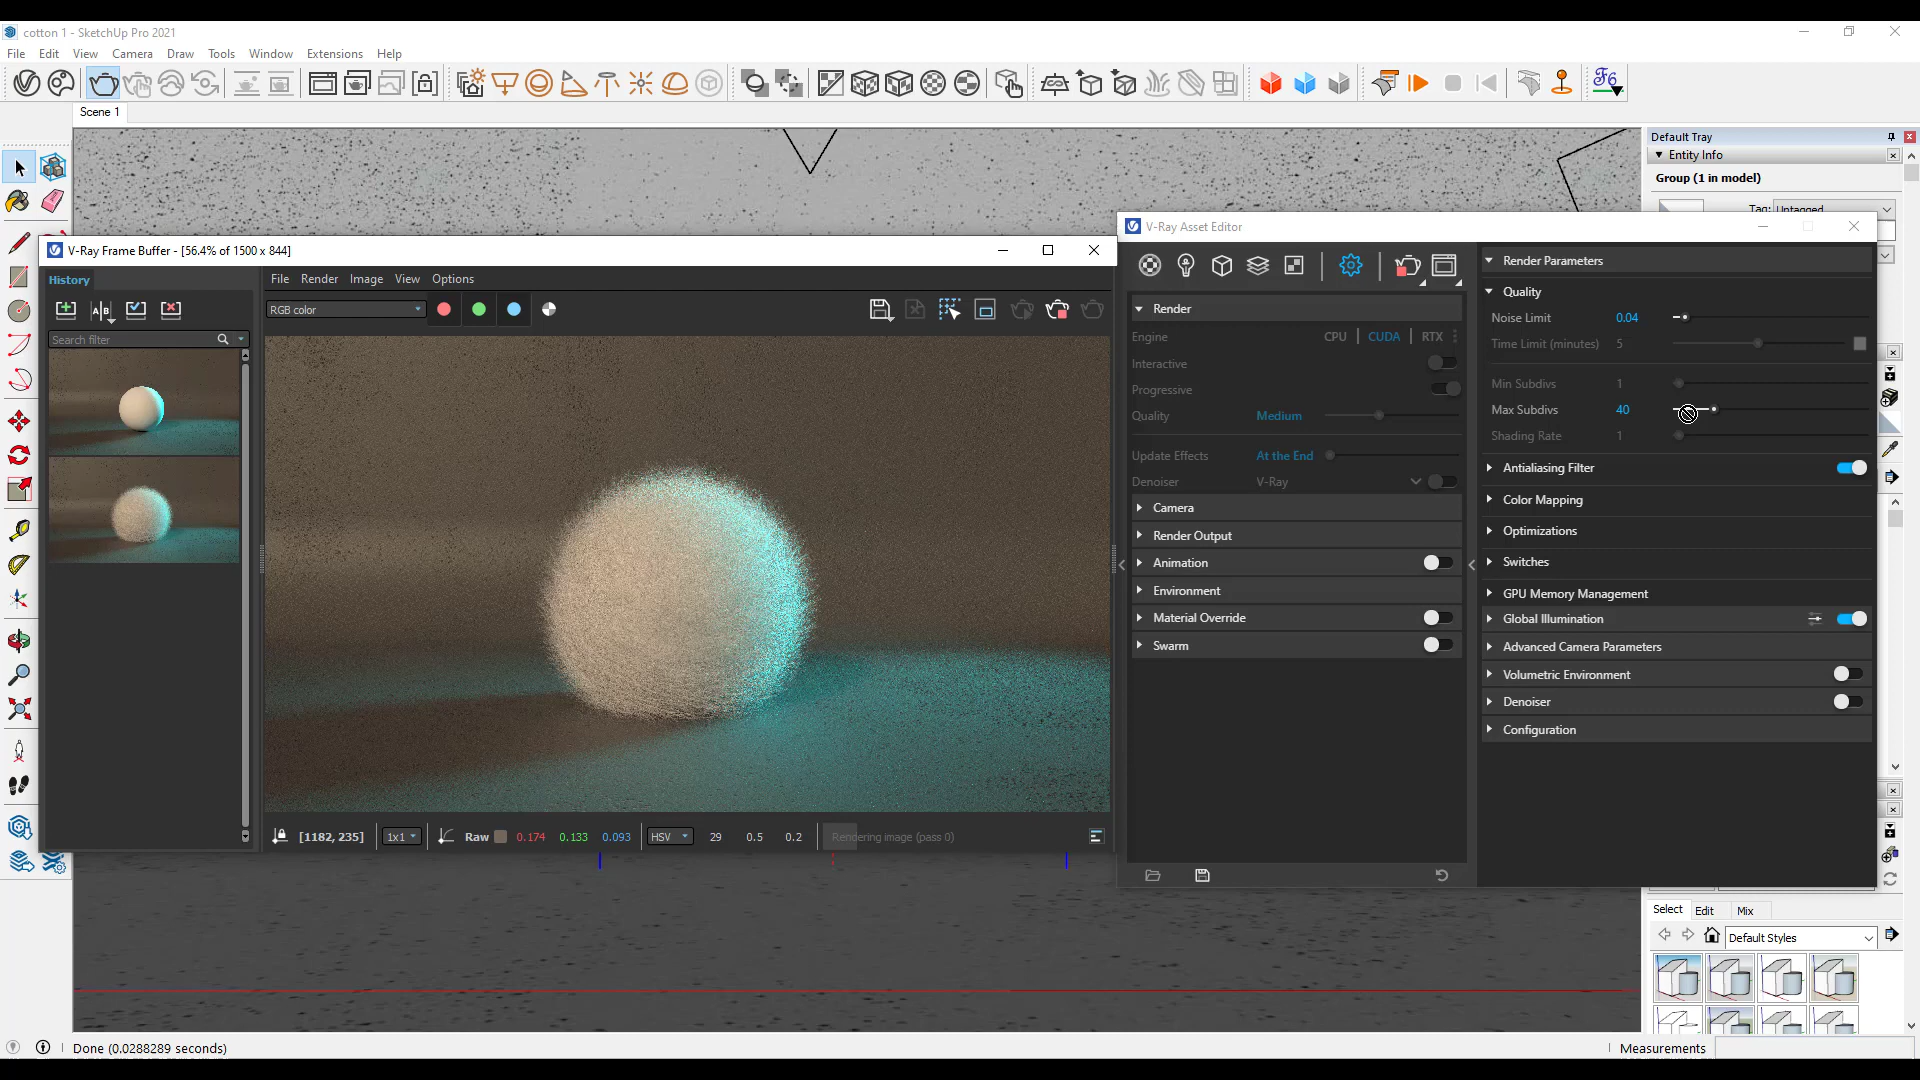 cotton 1 - SketchUp Pro 2021
File Edit View Camera Draw Tools Window Extensions Help
F6
Scene 1
Default Tray
Entity Info
Group (1 in model)
Tag: Untagged
V-Ray Frame Buffer - [56.4% of 1500 x 844]
History
File Render Image View Options
A|B
RGB color
Search filter
[1182, 235]
1x1
Raw 0.174 0.133 0.093
HSV
29 0.5 0.2
Rendering image (pass 0)
V-Ray Asset Editor
Render
Engine CPU CUDA RTX
Interactive
Progressive
Quality Medium
Update Effects At the End
Denoiser V-Ray
Camera
Render Output
Animation
Environment
Material Override
Swarm
Render Parameters
Quality
Noise Limit 0.04
Time Limit (minutes) 5
Min Subdivs 1
Max Subdivs 40
Shading Rate 1
Antialiasing Filter
Color Mapping
Optimizations
Switches
GPU Memory Management
Global Illumination
Advanced Camera Parameters
Volumetric Environment
Denoiser
Configuration
Select Edit Mix
Default Styles
Done (0.0288289 seconds)
Measurements